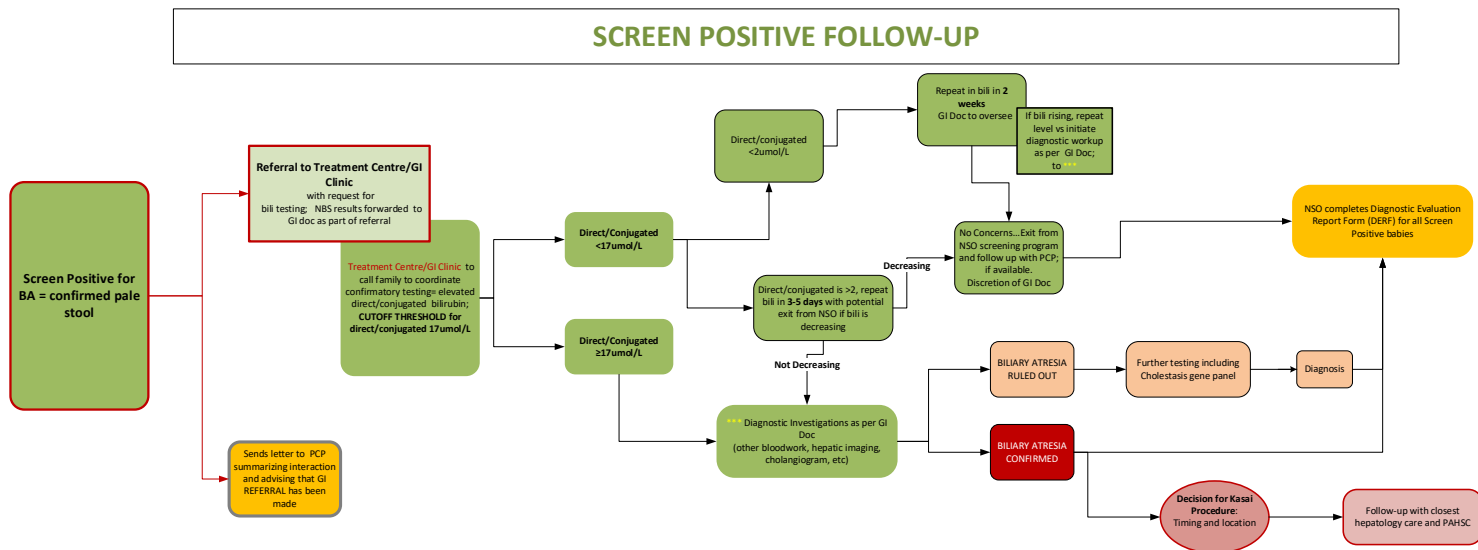 SCREEN POSITIVE FOLLOW-UP
Screen Positive for
BA = confirmed pale
stool
Referral to Treatment Centre/GI
Clinic
with request for
bili testing; NBS results forwarded to
GI doc as part of referral
Treatment Centre/GI Clinic to
call family to coordinate
confirmatory testing= elevated
direct/conjugated bilirubin;
CUTOFF THRESHOLD for
direct/conjugated 17umol/L
Sends letter to PCP
summarizing interaction
and advising that GI
REFERRAL has been
made
Direct/Conjugated
<17umol/L
Direct/Conjugated
≥17umol/L
Direct/conjugated
<2umol/L
Repeat in bili in 2
weeks
GI Doc to oversee
If bili rising, repeat
level vs initiate
diagnostic workup
as per GI Doc;
to ***
Direct/conjugated is >2, repeat
bili in 3-5 days with potential
exit from NSO if bili is
decreasing
Decreasing
Not Decreasing
No Concerns...Exit from
NSO screening program
and follow up with PCP;
if available.
Discretion of GI Doc
*** Diagnostic Investigations as per GI
Doc
(other bloodwork, hepatic imaging,
cholangiogram, etc)
BILIARY ATRESIA
RULED OUT
Further testing including
Cholestasis gene panel
Diagnosis
BILIARY ATRESIA
CONFIRMED
Decision for Kasai
Procedure:
Timing and location
Follow-up with closest
hepatology care and PAHSC
NSO completes Diagnostic Evaluation
Report Form (DERF) for all Screen
Positive babies